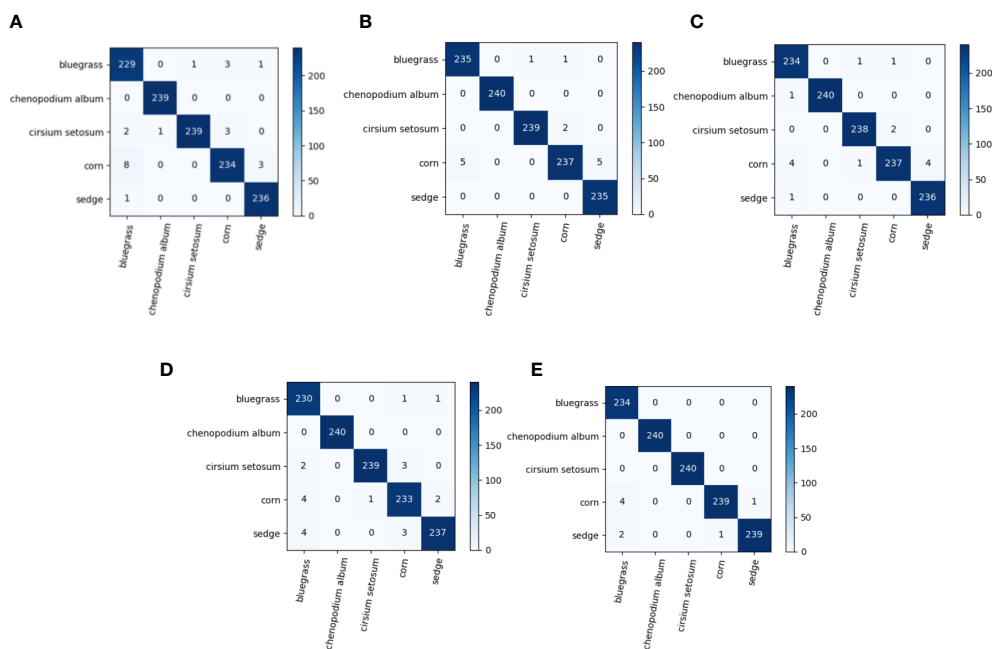 A
bluegrass 229 0 1 3 1
chenopodium album 0 239 0 0 0
cirsium setosum 2 1 239 3 0
corn 8 0 0 234 3
sedge 1 0 0 0 236
bluegrass chenopodium album cirsium setosum corn sedge
200
150
100
50
0
B
bluegrass 235 0 1 1 0
chenopodium album 0 240 0 0 0
cirsium setosum 0 0 239 2 0
corn 5 0 0 237 5
sedge 0 0 0 0 235
bluegrass chenopodium album cirsium setosum corn sedge
200
150
100
50
0
C
bluegrass 234 0 1 1 0
chenopodium album 1 240 0 0 0
cirsium setosum 0 0 238 2 0
corn 4 0 1 237 4
sedge 1 0 0 0 236
bluegrass chenopodium album cirsium setosum corn sedge
200
150
100
50
0
D
bluegrass 230 0 0 1 1
chenopodium album 0 240 0 0 0
cirsium setosum 2 0 239 3 0
corn 4 0 1 233 2
sedge 4 0 0 3 237
bluegrass chenopodium album cirsium setosum corn sedge
200
150
100
50
0
E
bluegrass 234 0 0 0 0
chenopodium album 0 240 0 0 0
cirsium setosum 0 0 240 0 0
corn 4 0 0 239 1
sedge 2 0 0 1 239
bluegrass chenopodium album cirsium setosum corn sedge
200
150
100
50
0